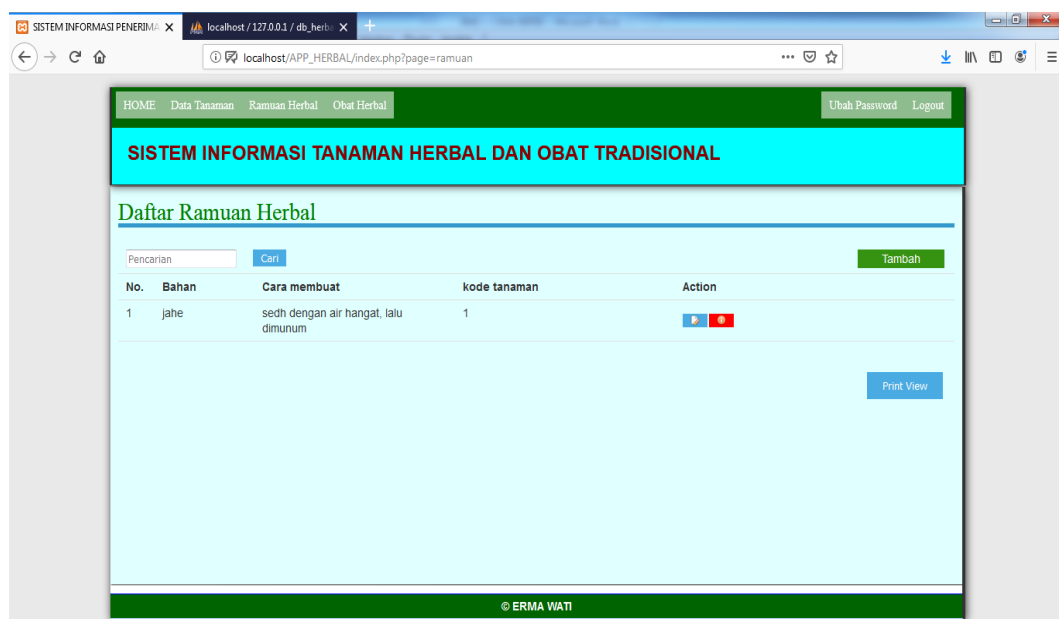 SISTEM INFORMASI PENERIMA
localhost / 127.0.0.1 / db_herba
localhost/APP_HERBAL/index.php?page=ramuan
HOME Data Tanaman Ramuan Herbal Obat Herbal Ubah Password Logout
SISTEM INFORMASI TANAMAN HERBAL DAN OBAT TRADISIONAL
Daftar Ramuan Herbal
Pencarian Cari Tambah
No. Bahan Cara membuat kode tanaman Action
1 jahe sedh dengan air hangat, lalu 1
dimunum
Print View
© ERMA WATI